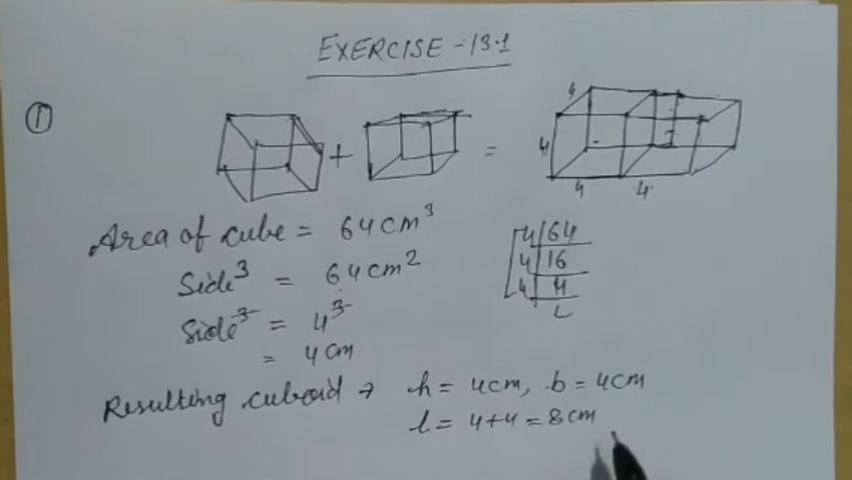 EXERCISE - 13.1
①
4
4
4 4
Area of cube = 64 cm³
Side³ = 64 cm²
Side³ = 4³
= 4 cm
4 64
4 16
4 4
Resulting cuboid → h = 4cm, b = 4cm
l = 4+4 = 8cm